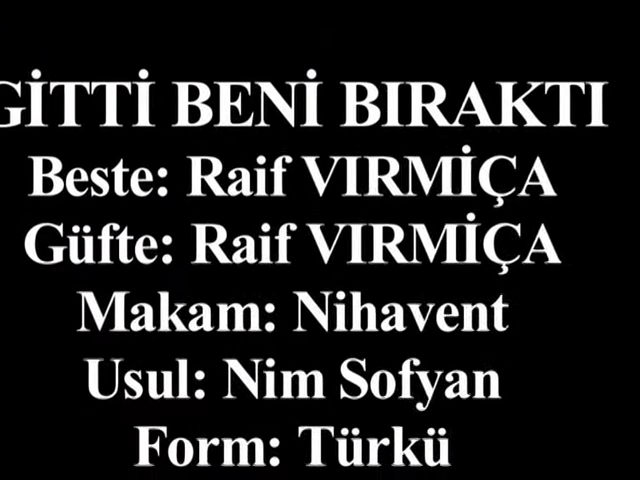 GİTTİ BENİ BIRAKTI
Beste: Raif VIRMİÇA
Güfte: Raif VIRMİÇA
Makam: Nihavent
Usul: Nim Sofyan
Form: Türkü